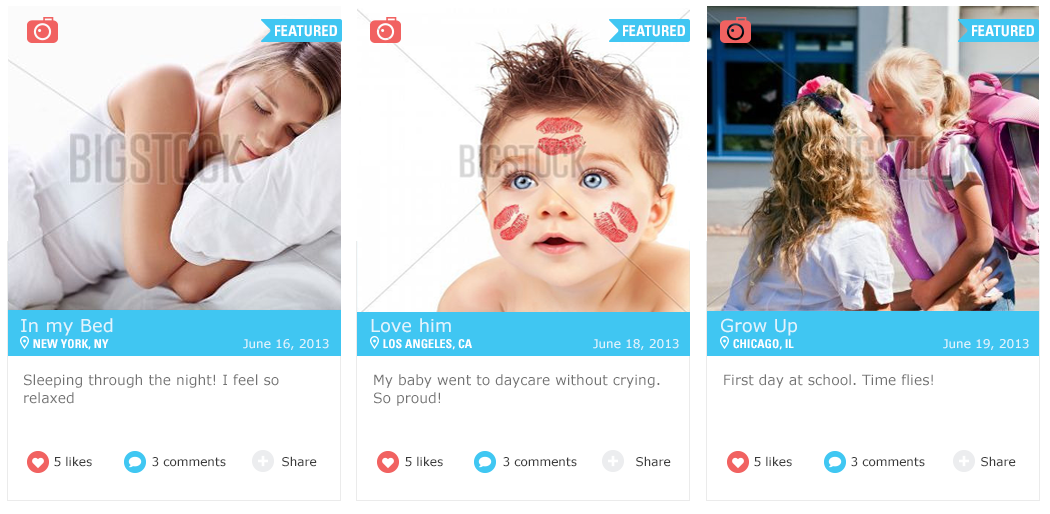 FEATURED
BIGSTOCK
In my Bed
NEW YORK, NY
June 16, 2013
Sleeping through the night! I feel so
relaxed
5 likes
3 comments
Share
FEATURED
BIGSTOCK
Love him
LOS ANGELES, CA
June 18, 2013
My baby went to daycare without crying.
So proud!
5 likes
3 comments
Share
FEATURED
BIGSTOCK
Grow Up
CHICAGO, IL
June 19, 2013
First day at school. Time flies!
5 likes
3 comments
Share